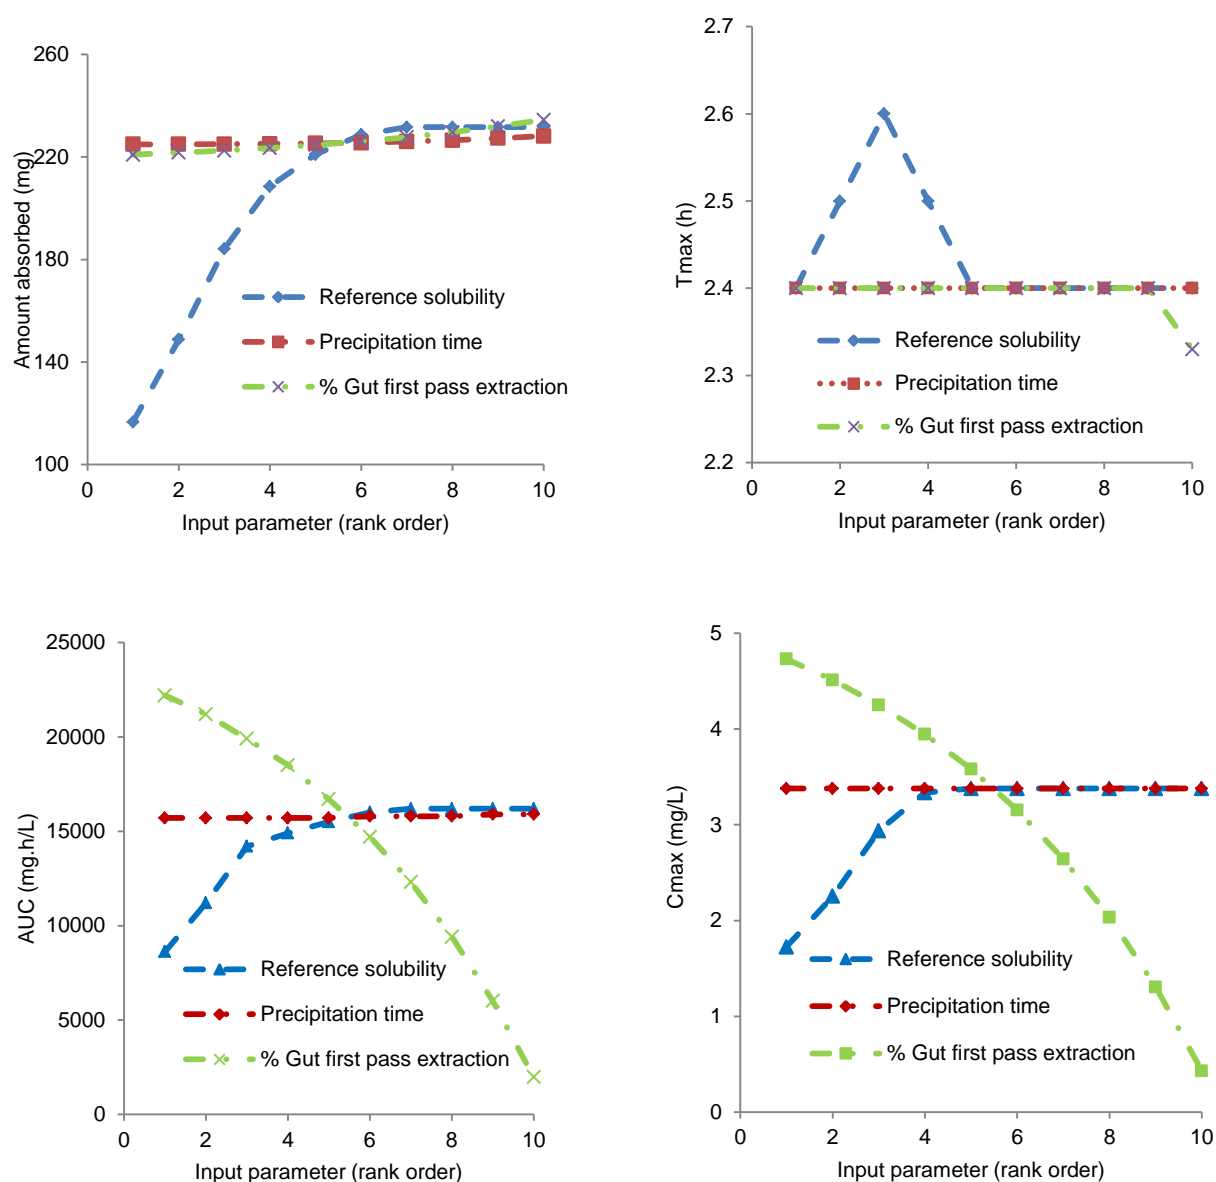 260
220
180
140
100
Amount absorbed (mg)
Reference solubility
Precipitation time
% Gut first pass extraction
0 2 4 6 8 10
Input parameter (rank order)
2.7
2.6
2.5
2.4
2.3
2.2
Tmax (h)
Reference solubility
Precipitation time
% Gut first pass extraction
0 2 4 6 8 10
Input parameter (rank order)
25000
20000
15000
10000
5000
0
AUC (mg.h/L)
Reference solubility
Precipitation time
% Gut first pass extraction
0 2 4 6 8 10
Input parameter (rank order)
5
4
3
2
1
0
Cmax (mg/L)
Reference solubility
Precipitation time
% Gut first pass extraction
0 2 4 6 8 10
Input parameter (rank order)